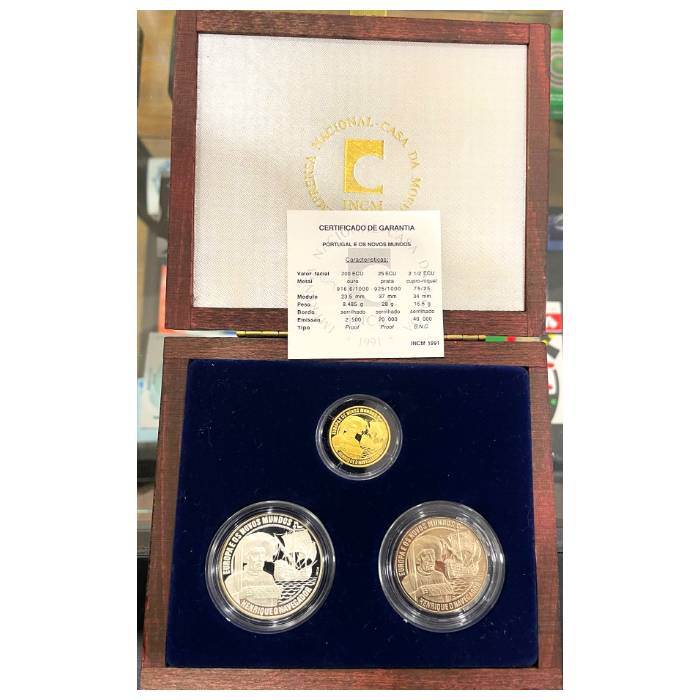 IMPRENSA NACIONAL-CASA DA MOEDA
INCM
CERTIFICADO DE GARANTIA
PORTUGAL E OS NOVOS MUNDOS
Características:
Valor facial 200 ECU 25 ECU 2 1/2 ECU
Metal ouro prata cupro-níquel
916.6/1000 925/1000 75/25
Módulo 23.5 mm 37 mm 34 mm
Peso 8.485 g 28 g 16.5 g
Bordo serrilhado serrilhado serrilhado
Emissão 2 500 20 000 40 000
Tipo Proof Proof B.N.C.
1991
INCM 1991
EUROPA E OS NOVOS MUNDOS
HENRIQUE O NAVEGADOR
EUROPA E OS NOVOS MUNDOS
HENRIQUE O NAVEGADOR
EUROPA E OS NOVOS MUNDOS
HENRIQUE O NAVEGADOR